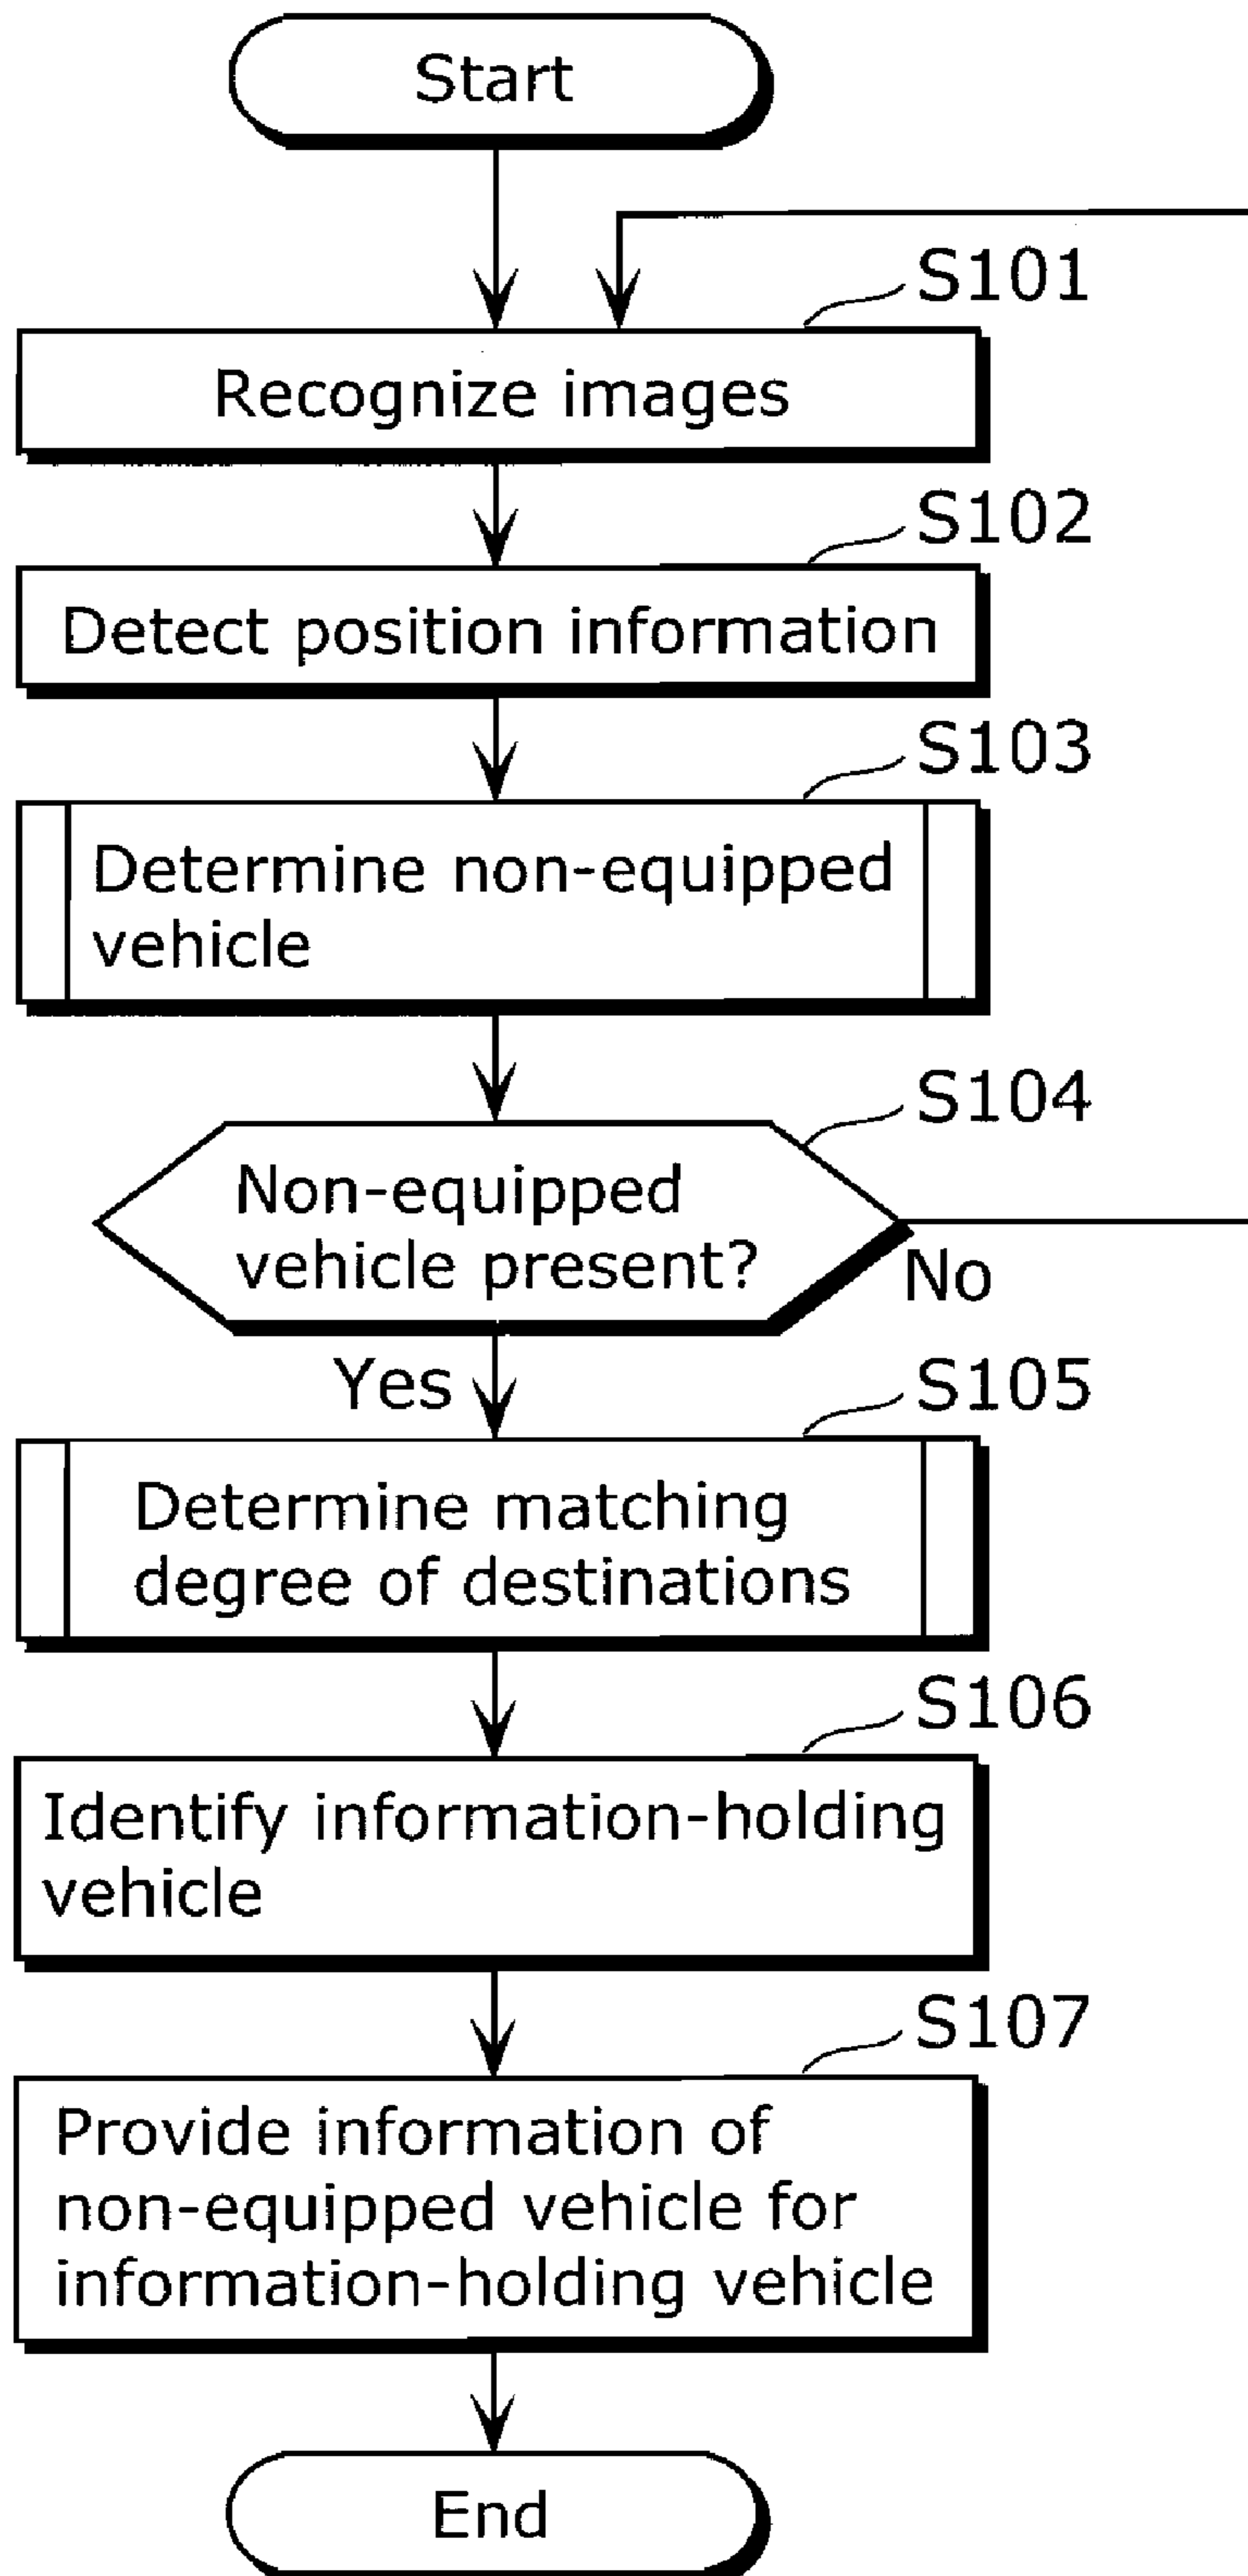 Start
S101
Recognize images
S102
Detect position information
S103
Determine non-equipped
vehicle
S104
Non-equipped
vehicle present?
No
Yes
S105
Determine matching
degree of destinations
S106
Identify information-holding
vehicle
S107
Provide information of
non-equipped vehicle for
information-holding vehicle
End